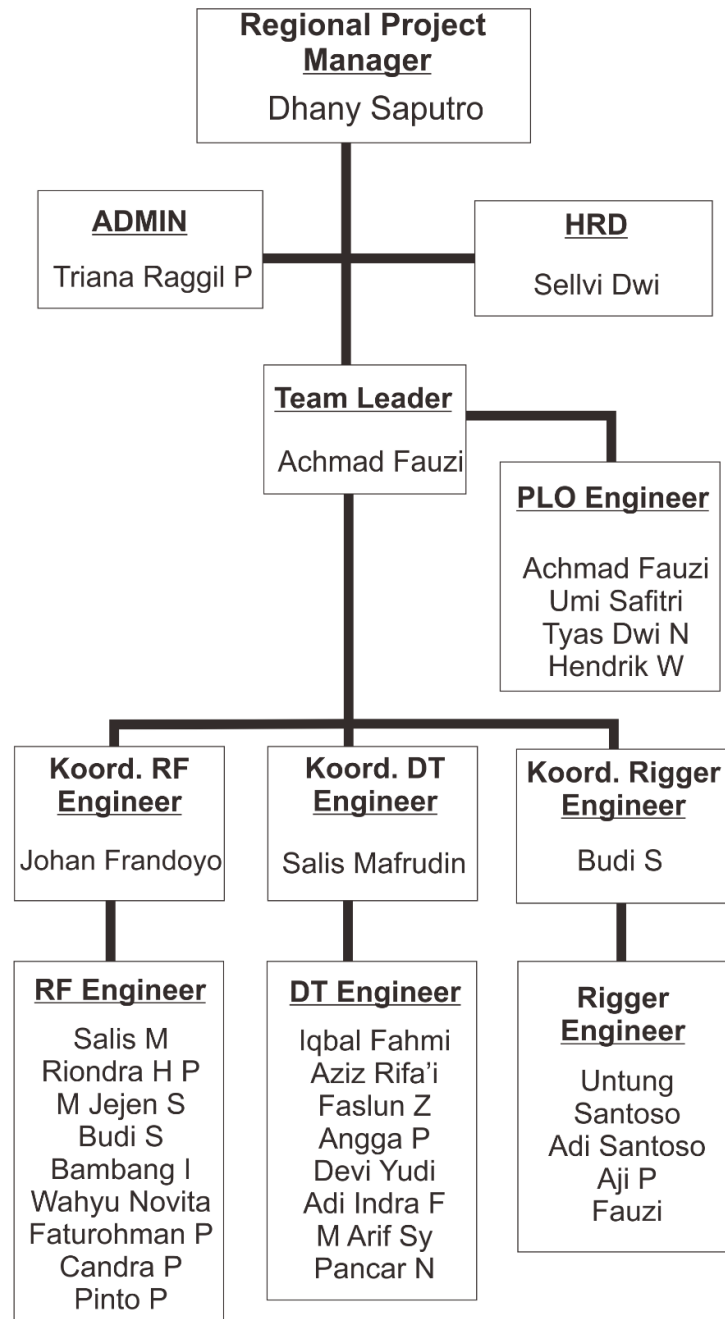 Regional Project
Manager
Dhany Saputro
ADMIN
Triana Raggil P
HRD
Sellvi Dwi
Team Leader
Achmad Fauzi
PLO Engineer
Achmad Fauzi
Umi Safitri
Tyas Dwi N
Hendrik W
Koord. RF
Engineer
Johan Frandoyo
Koord. DT
Engineer
Salis Mafrudin
Koord. Rigger
Engineer
Budi S
RF Engineer
Salis M
Riondra H P
M Jejen S
Budi S
Bambang I
Wahyu Novita
Faturohman P
Candra P
Pinto P
DT Engineer
Iqbal Fahmi
Aziz Rifa’i
Faslun Z
Angga P
Devi Yudi
Adi Indra F
M Arif Sy
Pancar N
Rigger
Engineer
Untung
Santoso
Adi Santoso
Aji P
Fauzi